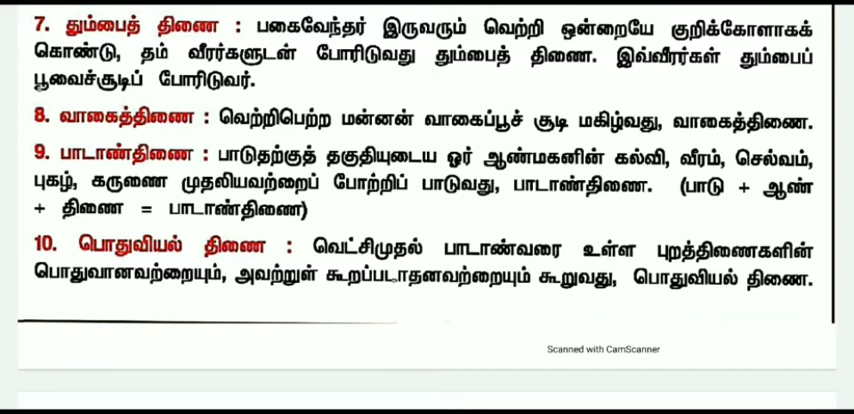 7. தும்பைத் திணை : பகைவேந்தர் இருவரும் வெற்றி ஒன்றையே குறிக்கோளாகக்
கொண்டு, தம் வீரர்களுடன் போரிடுவது தும்பைத் திணை. இவ்வீரர்கள் தும்பைப்
பூவைச்சூடிப் போரிடுவர்.
8. வாகைத்திணை : வெற்றிபெற்ற மன்னன் வாகைப்பூச் சூடி மகிழ்வது, வாகைத்திணை.
9. பாடாண்திணை : பாடுதற்குத் தகுதியுடைய ஓர் ஆண்மகனின் கல்வி, வீரம், செல்வம்,
புகழ், கருணை முதலியவற்றைப் போற்றிப் பாடுவது, பாடாண்திணை. (பாடு + ஆண்
+ திணை = பாடாண்திணை)
10. பொதுவியல் திணை : வெட்சிமுதல் பாடாண்வரை உள்ள புறத்திணைகளின்
பொதுவானவற்றையும், அவற்றுள் கூறப்படாதனவற்றையும் கூறுவது, பொதுவியல் திணை.
Scanned with CamScanner